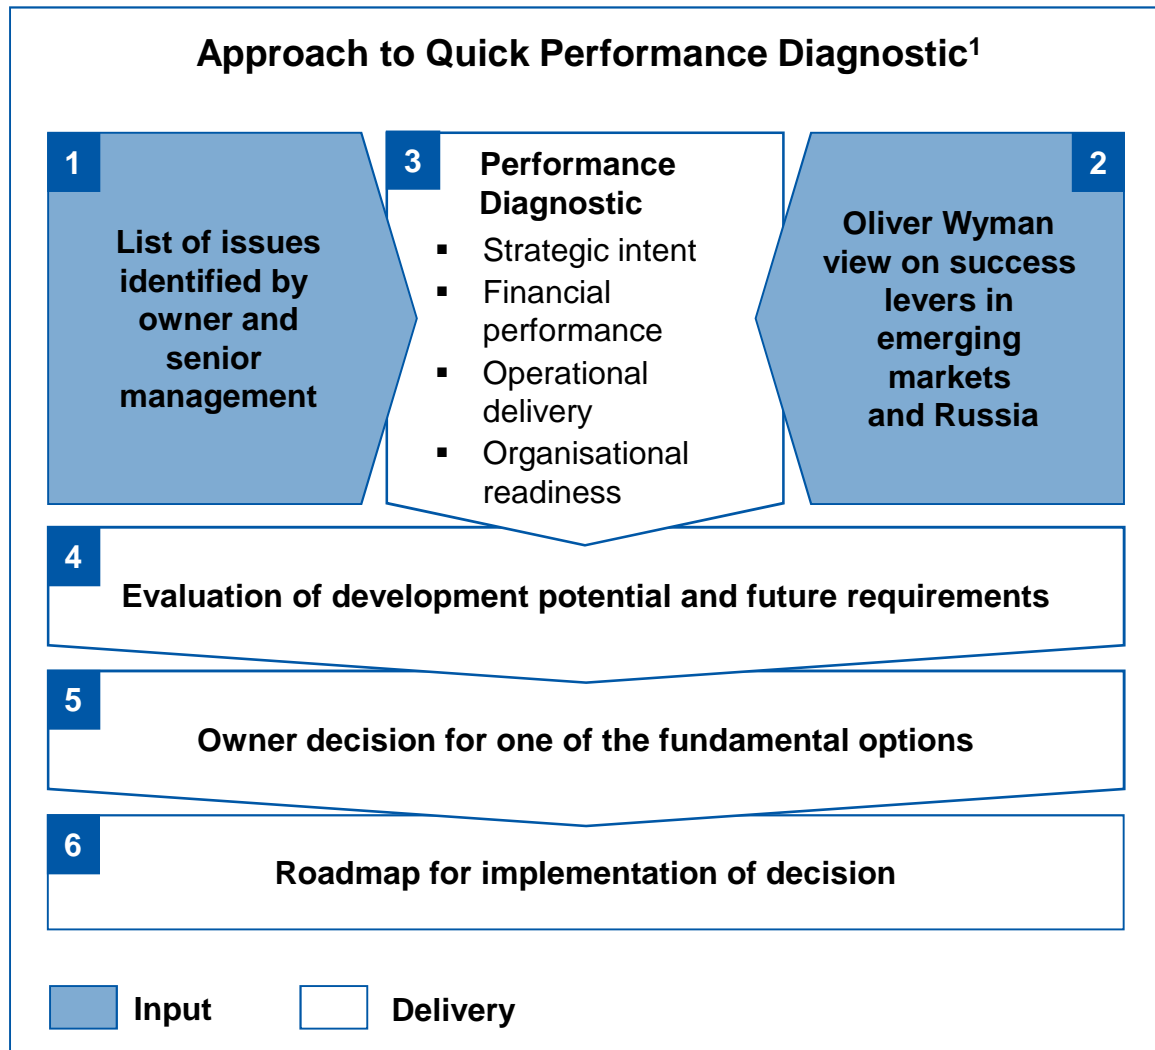 Approach to Quick Performance Diagnostic¹
1
List of issues
identified by
owner and
senior
management
3
Performance
Diagnostic
▪ Strategic intent
▪ Financial
performance
▪ Operational
delivery
▪ Organisational
readiness
2
Oliver Wyman
view on success
levers in
emerging
markets
and Russia
4
Evaluation of development potential and future requirements
5
Owner decision for one of the fundamental options
6
Roadmap for implementation of decision
Input
Delivery